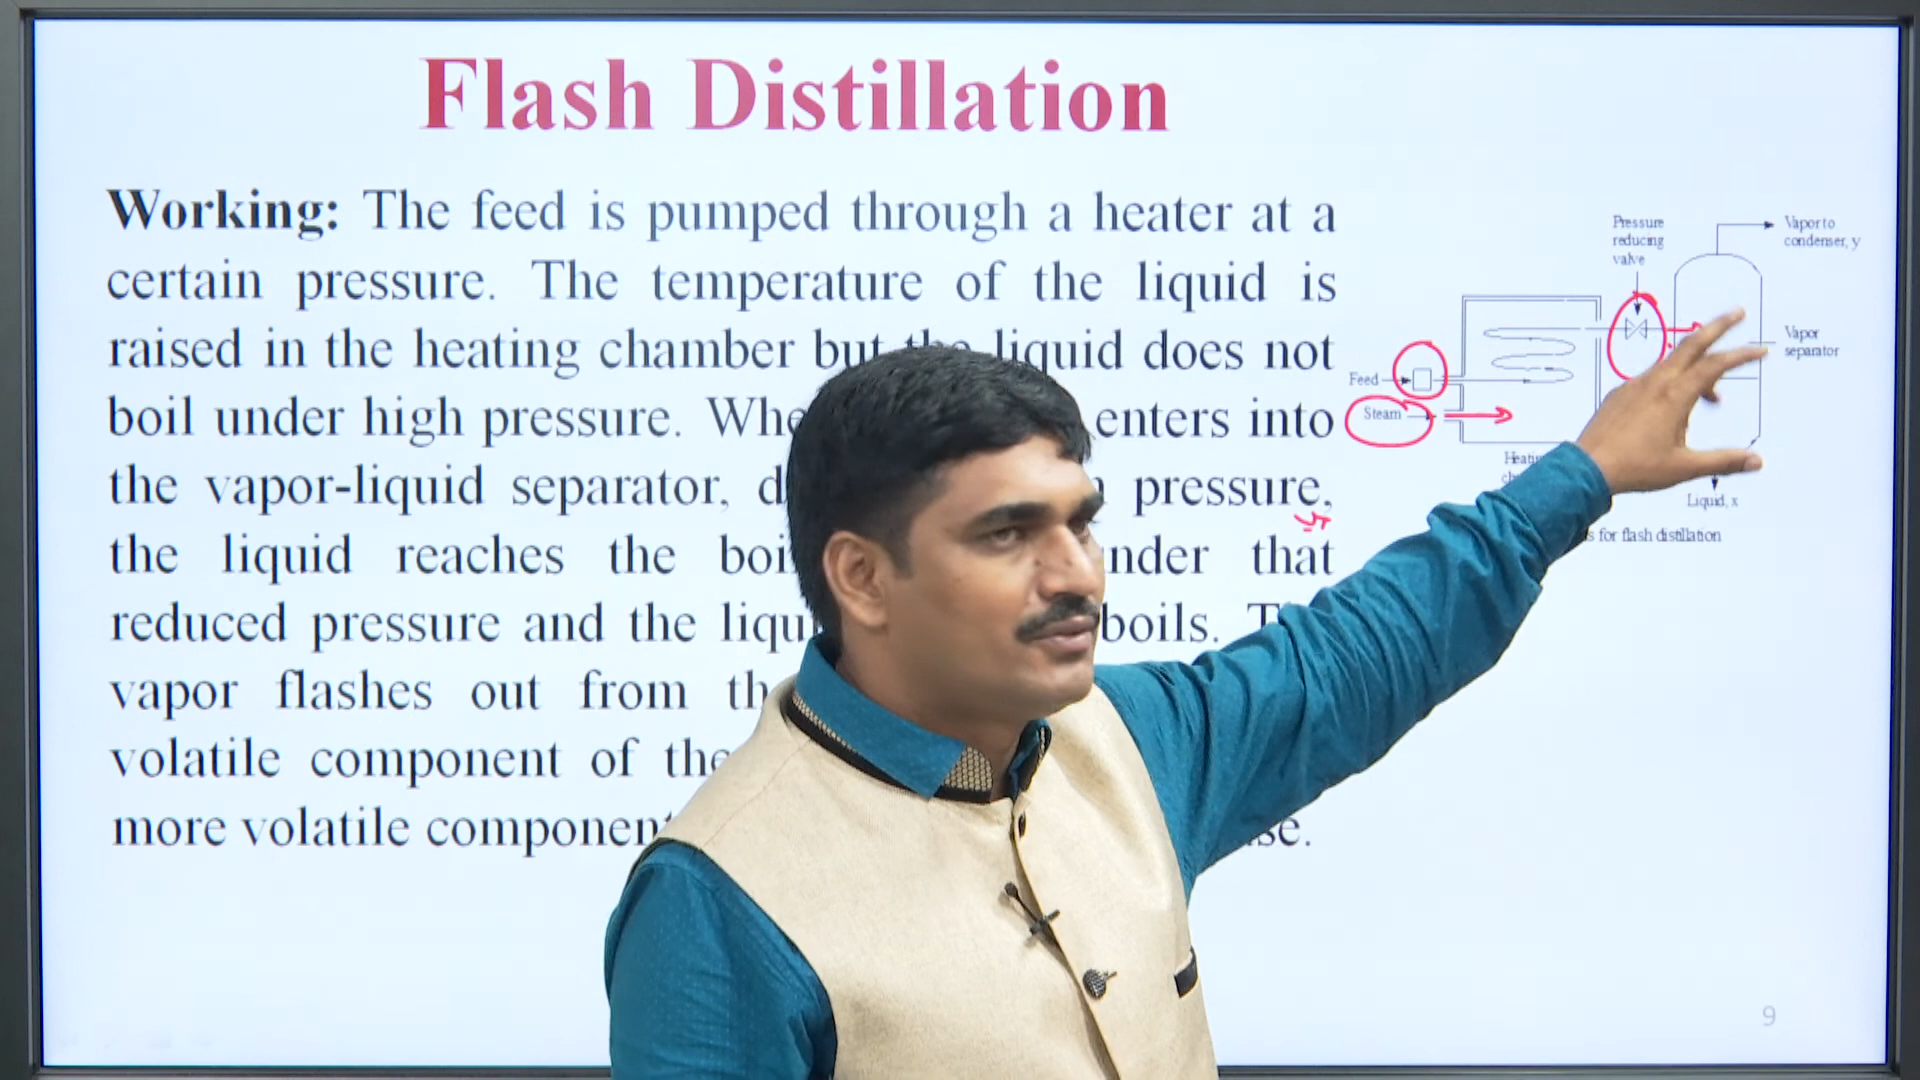 Flash Distillation
Working: The feed is pumped through a heater at a
certain pressure. The temperature of the liquid is
raised in the heating chamber but the liquid does not
boil under high pressure. enters into
the vapor-liquid separator, pressure,
the liquid reaches the under that
reduced pressure and the boils.
vapor flashes out from
volatile component of the
more volatile component
Pressure
reducing
valve
Vapor to
condenser, y
Vapor
separator
Feed
Steam
Liquid, x
for flash distillation
9